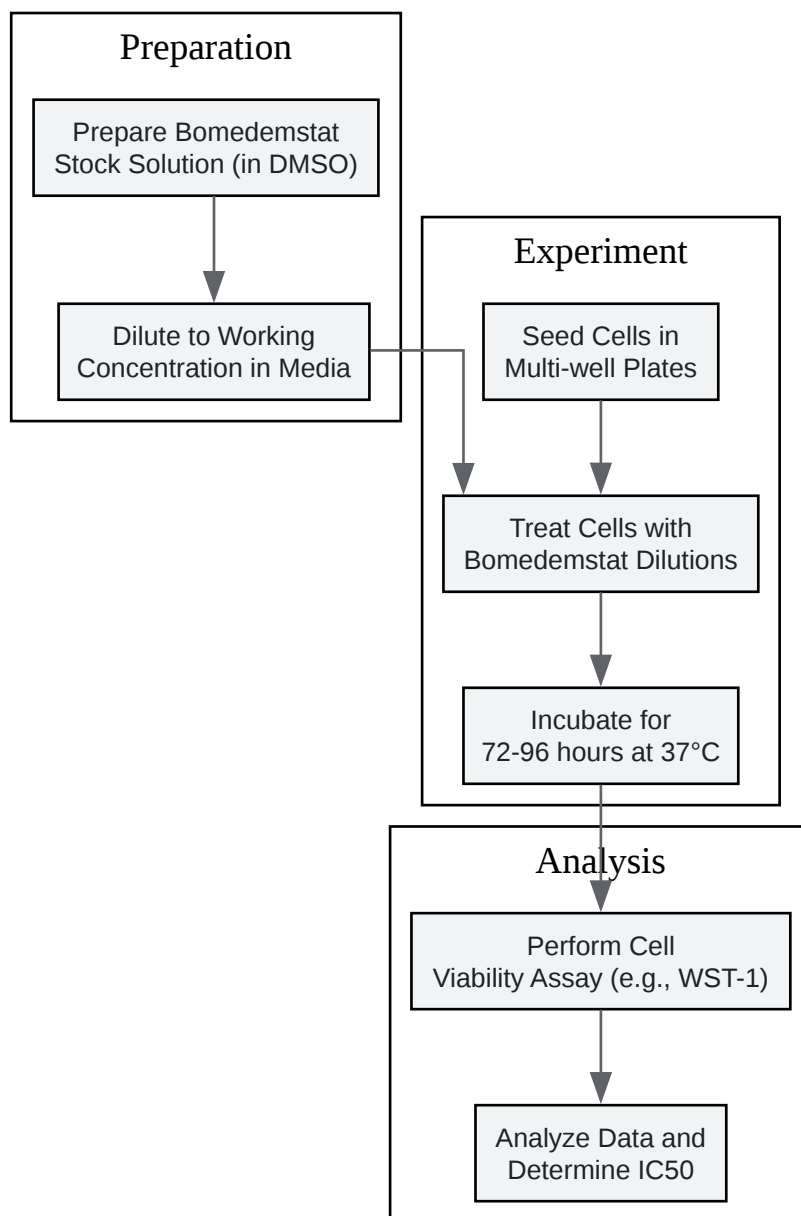 Preparation
Prepare Bomedemstat
Stock Solution (in DMSO)
Dilute to Working
Concentration in Media
Experiment
Seed Cells in
Multi-well Plates
Treat Cells with
Bomedemstat Dilutions
Incubate for
72-96 hours at 37°C
Analysis
Perform Cell
Viability Assay (e.g., WST-1)
Analyze Data and
Determine IC50